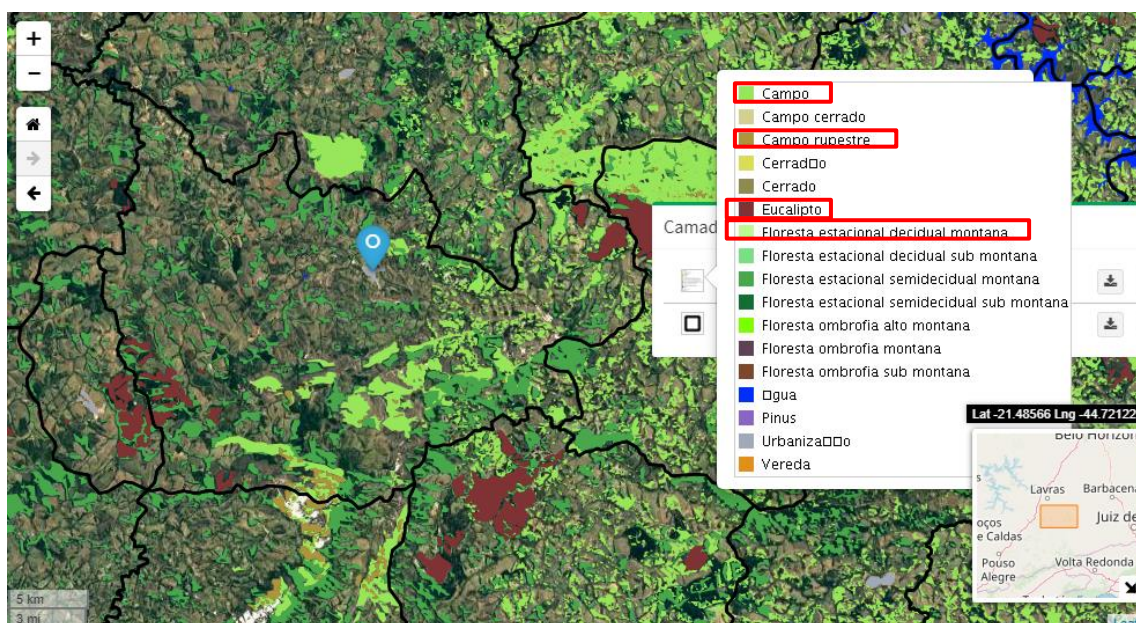 +
−
Campo
Campo cerrado
Campo rupestre
Cerrad□o
Cerrado
Eucalipto
Camad
Floresta estacional decidual montana
Floresta estacional decidual sub montana
Floresta estacional semidecidual montana
Floresta estacional semidecidual sub montana
Floresta ombrofia alto montana
Floresta ombrofia montana
Floresta ombrofia sub montana
□gua
Pinus
Urbaniza□□o
Vereda
Lat -21.48566 Lng -44.72122
Belo Horizon
Lavras
Barbacena
Juiz de
oços
e Caldas
Pouso
Alegre
Volta Redonda
5 km
3 mi